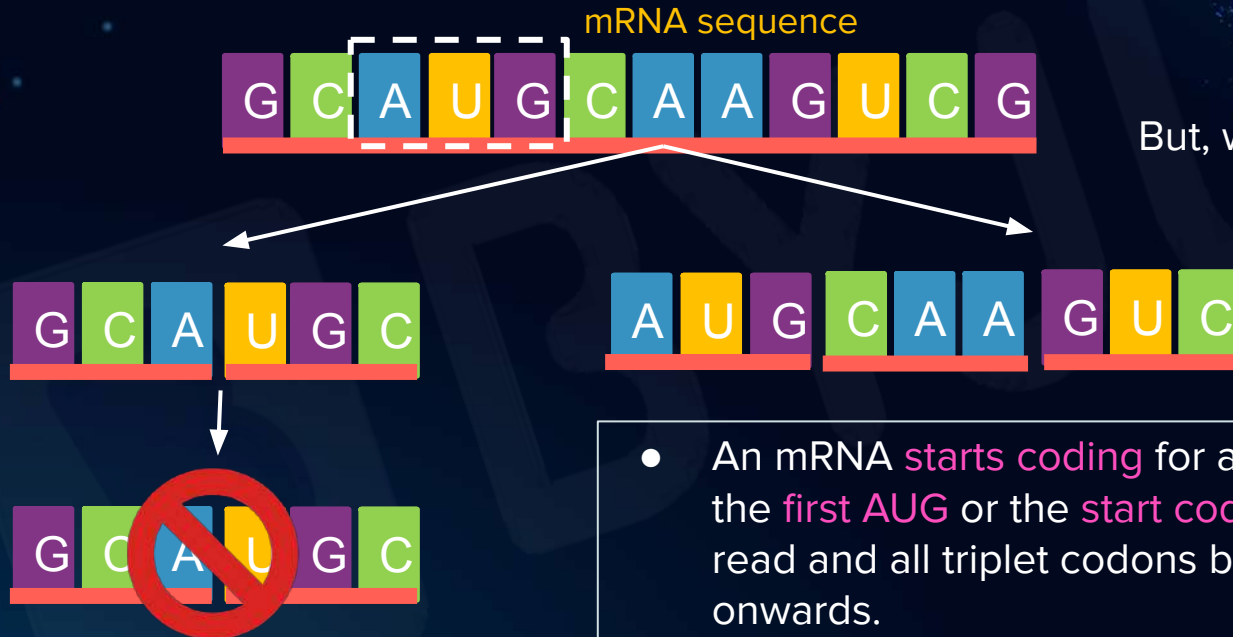 mRNA sequence
G C A U G C A A G U C G
But,
G C A U G C
A U G C A A G U C
G C A U G C
● An mRNA starts coding for a
the first AUG or the start
read and all triplet codons
onwards.